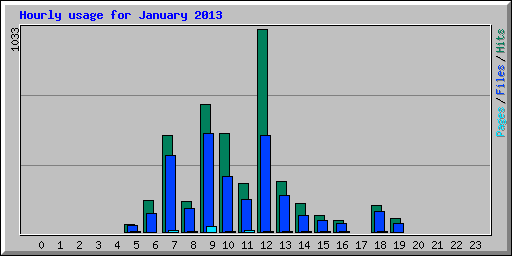 Hourly usage for January 2013
1033
Pages/Files/Hits
0 1 2 3 4 5 6 7 8 9 10 11 12 13 14 15 16 17 18 19 20 21 22 23